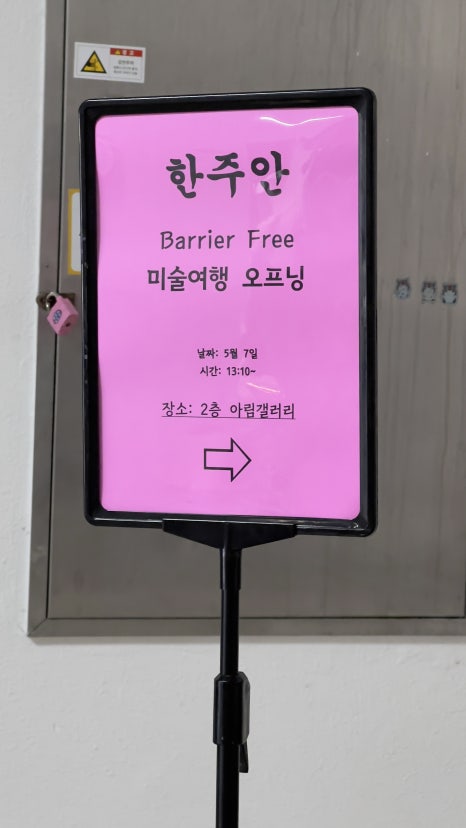 한주안
Barrier Free
미술여행 오프닝
날짜: 5월 7일
시간: 13:10~
장소: 2층 아림갤러리